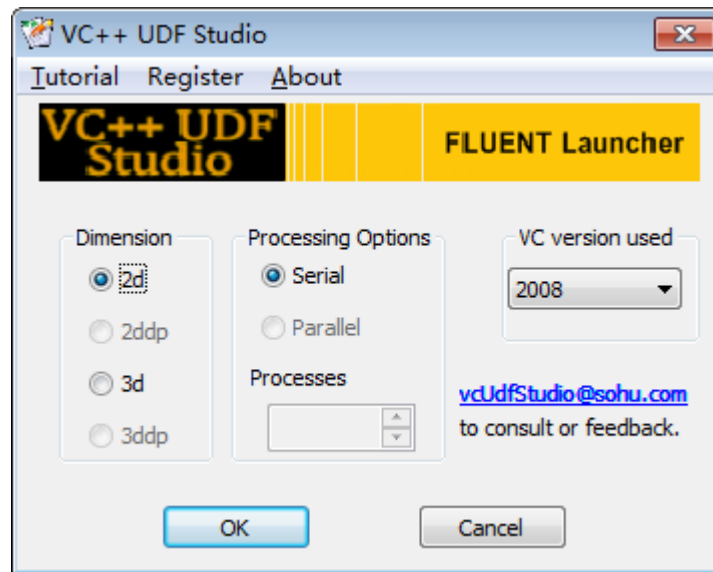 VC++ UDF Studio
Tutorial Register About
VC++ UDF
Studio
FLUENT Launcher
Dimension
2d
2ddp
3d
3ddp
Processing Options
Serial
Parallel
Processes
VC version used
2008
vcUdfStudio@sohu.com
to consult or feedback.
OK
Cancel